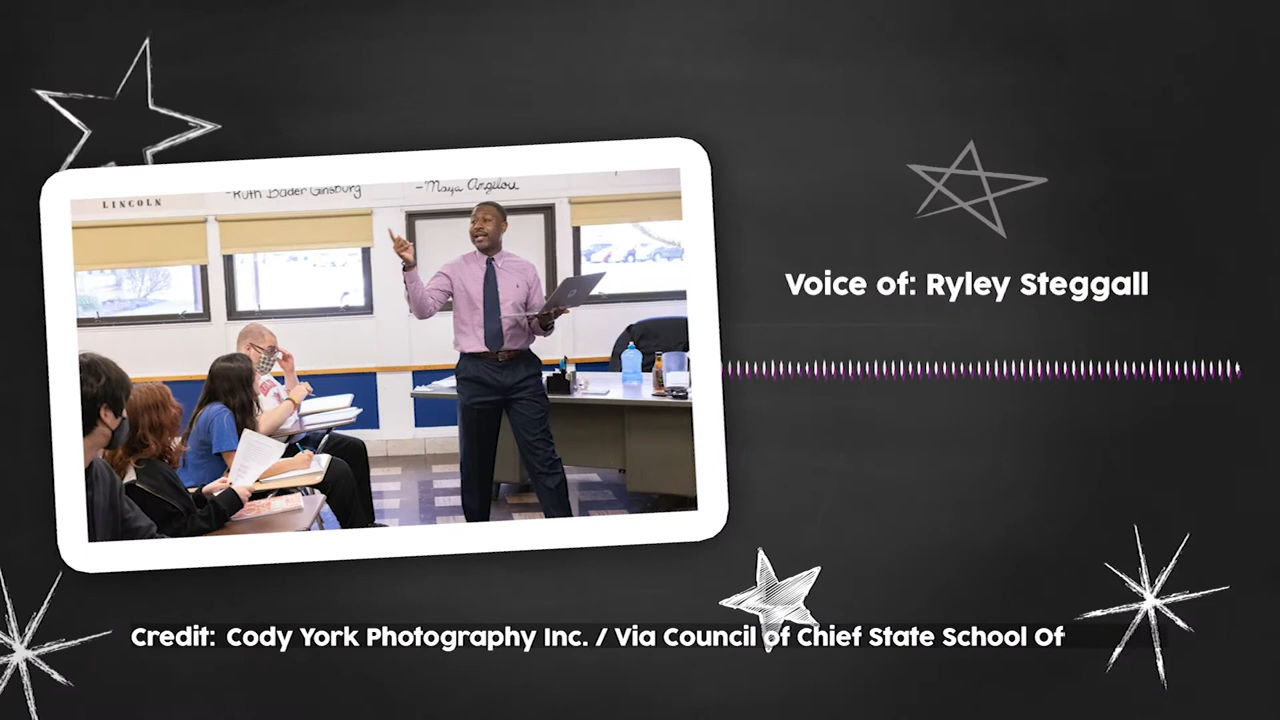 LINCOLN
-Ruth Bader Ginsburg
-Maya Angelou
Voice of: Ryley Steggall
Credit: Cody York Photography Inc. / Via Council of Chief State School Of